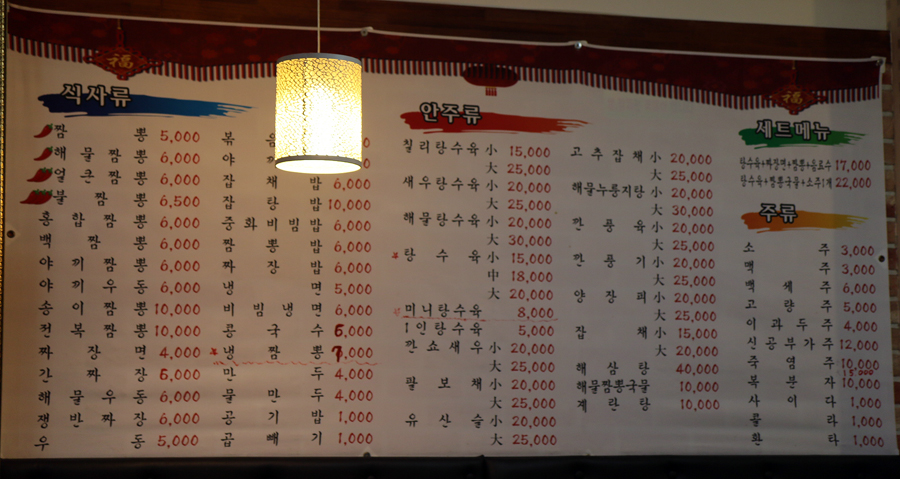 福
福
식사류
짬뽕 5,000
해물짬뽕 6,000
얼큰짬뽕 6,000
불짬뽕 6,500
홍합짬뽕 6,000
백짬뽕 6,000
야끼짬뽕 6,000
야끼우동 6,000
송이짬뽕 10,000
전복짬뽕 10,000
짜장면 4,000
간짜장 5,000
해물우동 6,000
쟁반짜장 6,000
우동 5,000
볶음
야끼
잡채밥 6,000
잡탕밥 10,000
중화비빔밥 6,000
짬뽕밥 6,000
짜장밥 6,000
냉면 5,000
비빔냉면 6,000
콩국수 6,000
냉짬뽕 7,000
만두 4,000
물만두 4,000
공기밥 1,000
곱빼기 1,000
안주류
칠리탕수육 小 15,000
大 25,000
새우탕수육 小 20,000
大 25,000
해물탕수육 小 20,000
大 30,000
탕수육 小 15,000
中 18,000
大 20,000
미니탕수육 8,000
1인탕수육 5,000
깐쇼새우 小 20,000
大 25,000
팔보채 小 20,000
大 25,000
유산슬 小 20,000
大 25,000
고추잡채 小 20,000
大 25,000
해물누룽지탕 小 20,000
大 30,000
깐풍육 小 20,000
大 25,000
깐풍기 小 20,000
大 25,000
양장피 小 20,000
大 25,000
잡채 小 15,000
大 20,000
해삼탕 40,000
해물짬뽕국물 10,000
계란탕 10,000
세트메뉴
탕수육+짜장면+짬뽕+음료수 17,000
탕수육+짬뽕국물+소주1개 22,000
주류
소주 3,000
맥주 3,000
빽세주 6,000
고량주 5,000
이과두주 4,000
신공부가주 12,000
죽엽주 10,000
15,000
복분자 10,000
사이다 1,000
콜라 1,000
환타 1,000